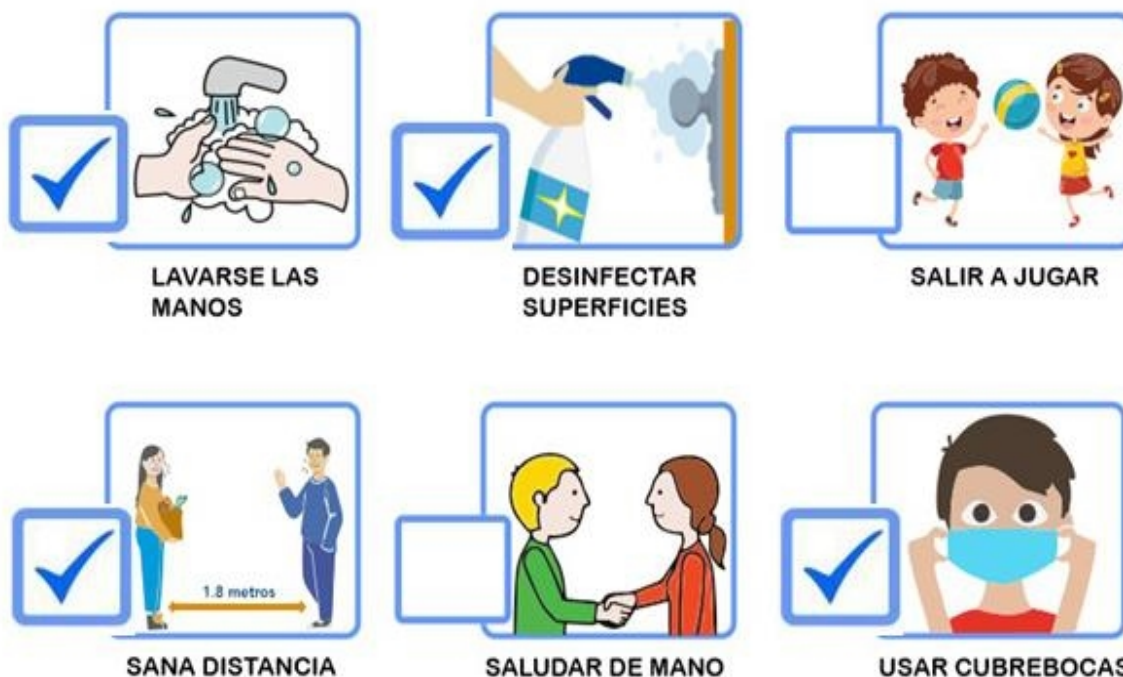 LAVARSE LAS
MANOS
DESINFECTAR
SUPERFICIES
SALIR A JUGAR
1.8 metros
SANA DISTANCIA
SALUDAR DE MANO
USAR CUBREBOCAS